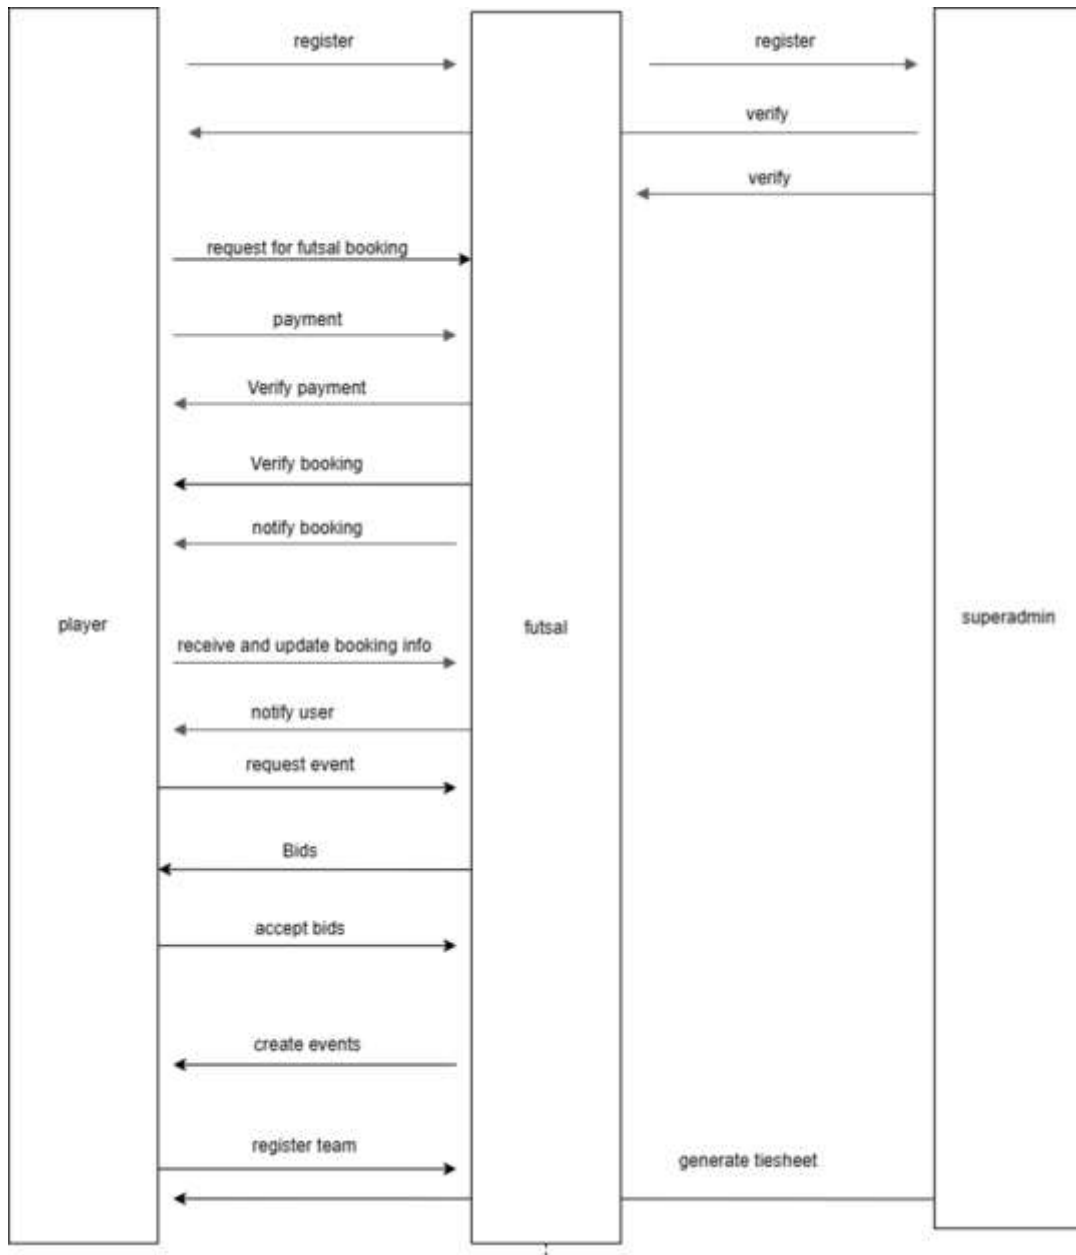 register
register
verify
verify
request for futsal booking
payment
Verify payment
Verify booking
notify booking
player
futsal
superadmin
receive and update booking info
notify user
request event
Bids
accept bids
create events
register team
generate tiesheet